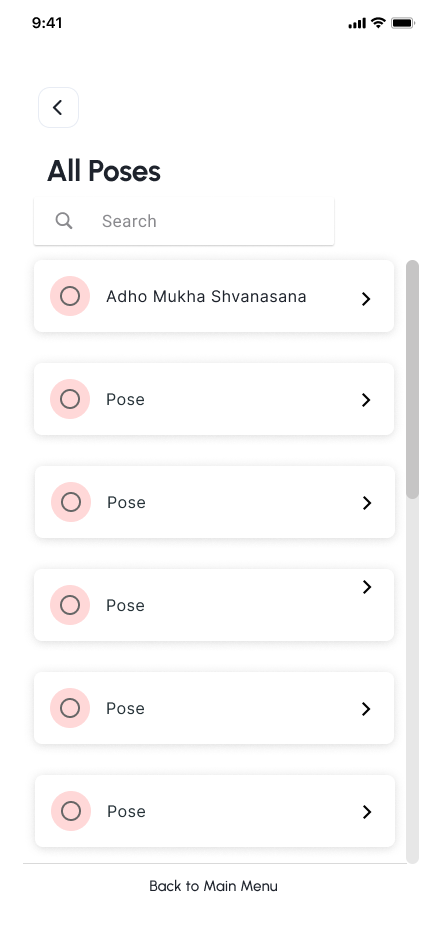 9:41
All Poses
Search
Adho Mukha Shvanasana
Pose
Pose
Pose
Pose
Pose
Back to Main Menu